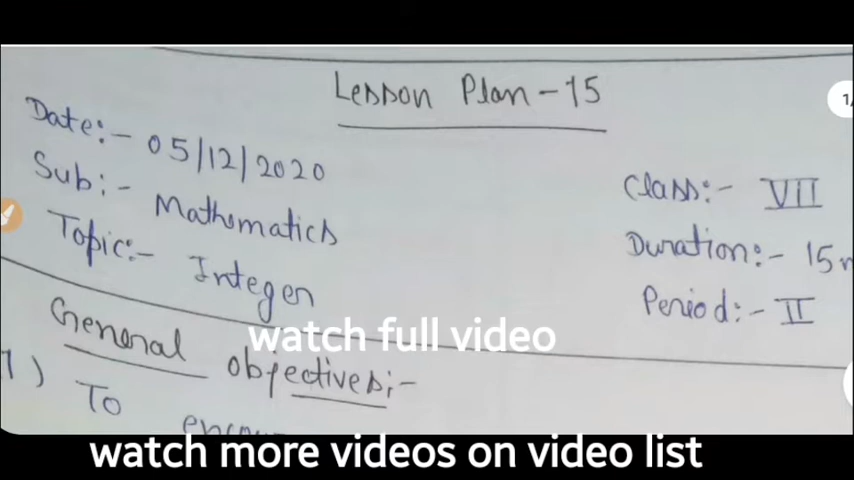 Lesson Plan - 15
Date:- 05/12/2020
Sub:- Mathematics
Topic:- Integer
Class:- VII
Duration:- 15
Period:- II
General objectives:-
1) To
watch full video
watch more videos on video list